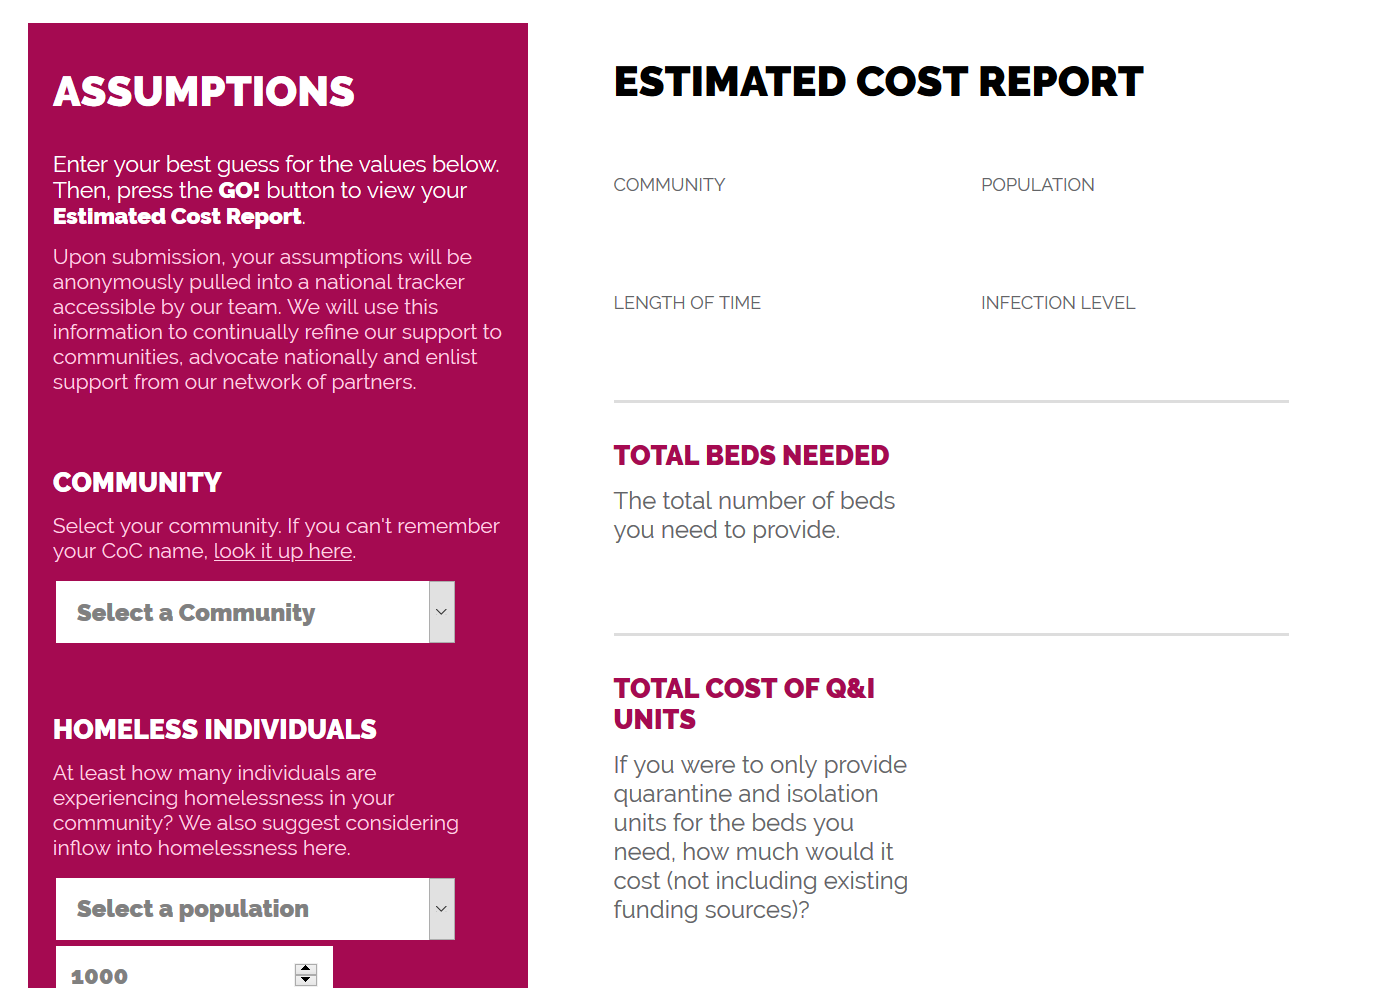 ASSUMPTIONS
Enter your best guess for the values below.
Then, press the GO! button to view your
Estimated Cost Report.
Upon submission, your assumptions will be
anonymously pulled into a national tracker
accessible by our team. We will use this
information to continually refine our support to
communities, advocate nationally and enlist
support from our network of partners.
COMMUNITY
Select your community. If you can't remember
your CoC name, look it up here.
Select a Community
HOMELESS INDIVIDUALS
At least how many individuals are
experiencing homelessness in your
community? We also suggest considering
inflow into homelessness here.
Select a population
1000
ESTIMATED COST REPORT
COMMUNITY
POPULATION
LENGTH OF TIME
INFECTION LEVEL
TOTAL BEDS NEEDED
The total number of beds
you need to provide.
TOTAL COST OF Q&I
UNITS
If you were to only provide
quarantine and isolation
units for the beds you
need, how much would it
cost (not including existing
funding sources)?